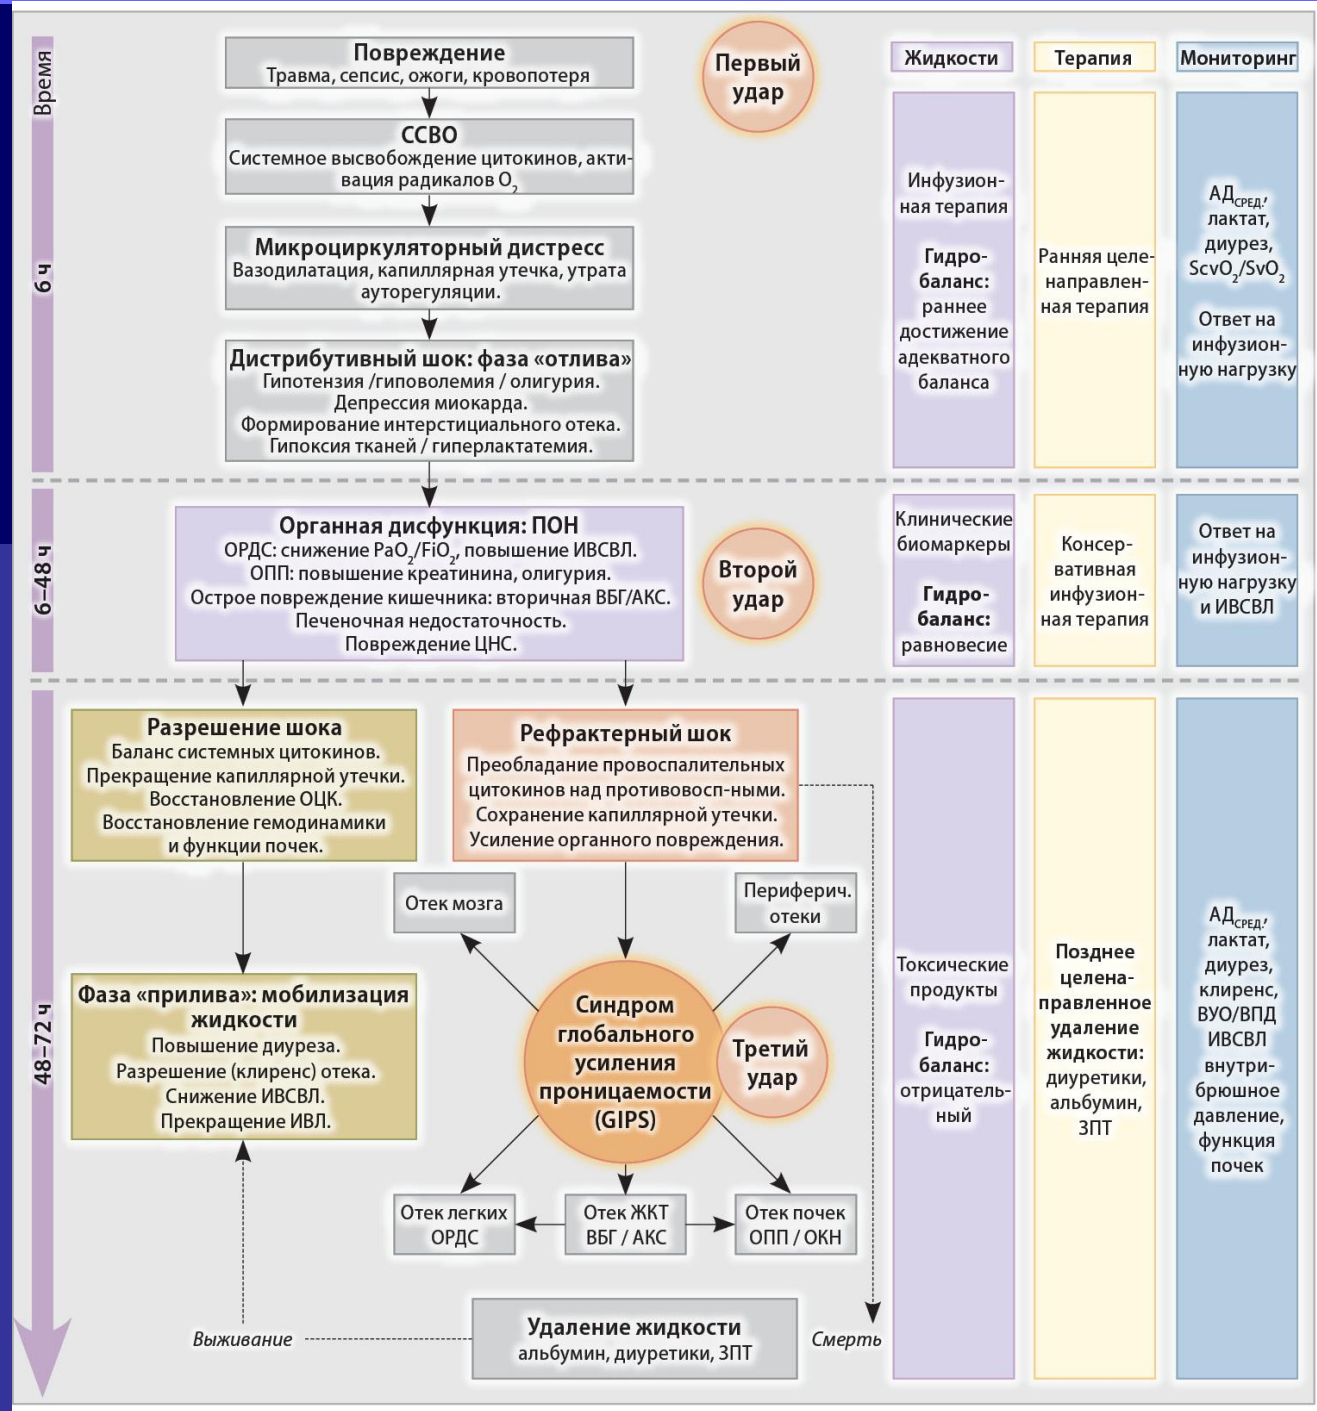 Время
6 ч
6–48 ч
48–72 ч
Повреждение
Травма, сепсис, ожоги, кровопотеря
Первый
удар
ССВО
Системное высвобождение цитокинов, акти-
вация радикалов O₂
Микроциркуляторный дистресс
Вазодилатация, капиллярная утечка, утрата
ауторегуляции.
Дистрибутивный шок: фаза «отлива»
Гипотензия /гиповолемия / олигурия.
Депрессия миокарда.
Формирование интерстициального отека.
Гипоксия тканей / гиперлактатемия.
Органная дисфункция: ПОН
ОРДС: снижение PaO₂/FiO₂, повышение ИВСВЛ.
ОПП: повышение креатинина, олигурия.
Острое повреждение кишечника: вторичная ВБГ/АКС.
Печеночная недостаточность.
Повреждение ЦНС.
Второй
удар
Разрешение шока
Баланс системных цитокинов.
Прекращение капиллярной утечки.
Восстановление ОЦК.
Восстановление гемодинамики
и функции почек.
Рефрактерный шок
Преобладание провоспалительных
цитокинов над противовосп-ными.
Сохранение капиллярной утечки.
Усиление органного повреждения.
Отек мозга
Периферич.
отеки
Фаза «прилива»: мобилизация
жидкости
Повышение диуреза.
Разрешение (клиренс) отека.
Снижение ИВСВЛ.
Прекращение ИВЛ.
Синдром
глобального
усиления
проницаемости
(GIPS)
Третий
удар
Отек легких
ОРДС
Отек ЖКТ
ВБГ / АКС
Отек почек
ОПП / ОКН
Удаление жидкости
альбумин, диуретики, ЗПТ
Выживание
Смерть
Жидкости
Инфузион-
ная терапия
Гидро-
баланс:
раннее
достижение
адекватного
баланса
Клинические
биомаркеры
Гидро-
баланс:
равновесие
Токсические
продукты
Гидро-
баланс:
отрицатель-
ный
Терапия
Ранняя целе-
направлен-
ная терапия
Консер-
вативная
инфузион-
ная терапия
Позднее
целена-
правленное
удаление
жидкости:
диуретики,
альбумин,
ЗПТ
Мониторинг
АД СРЕД.,
лактат,
диурез,
ScvO₂/SvO₂
Ответ на
инфузион-
ную нагрузку
Ответ на
инфузион-
ную нагрузку
и ИВСВЛ
АД СРЕД.,
лактат,
диурез,
клиренс,
ВУО/ВПД
ИВСВЛ
внутри-
брюшное
давление,
функция
почек